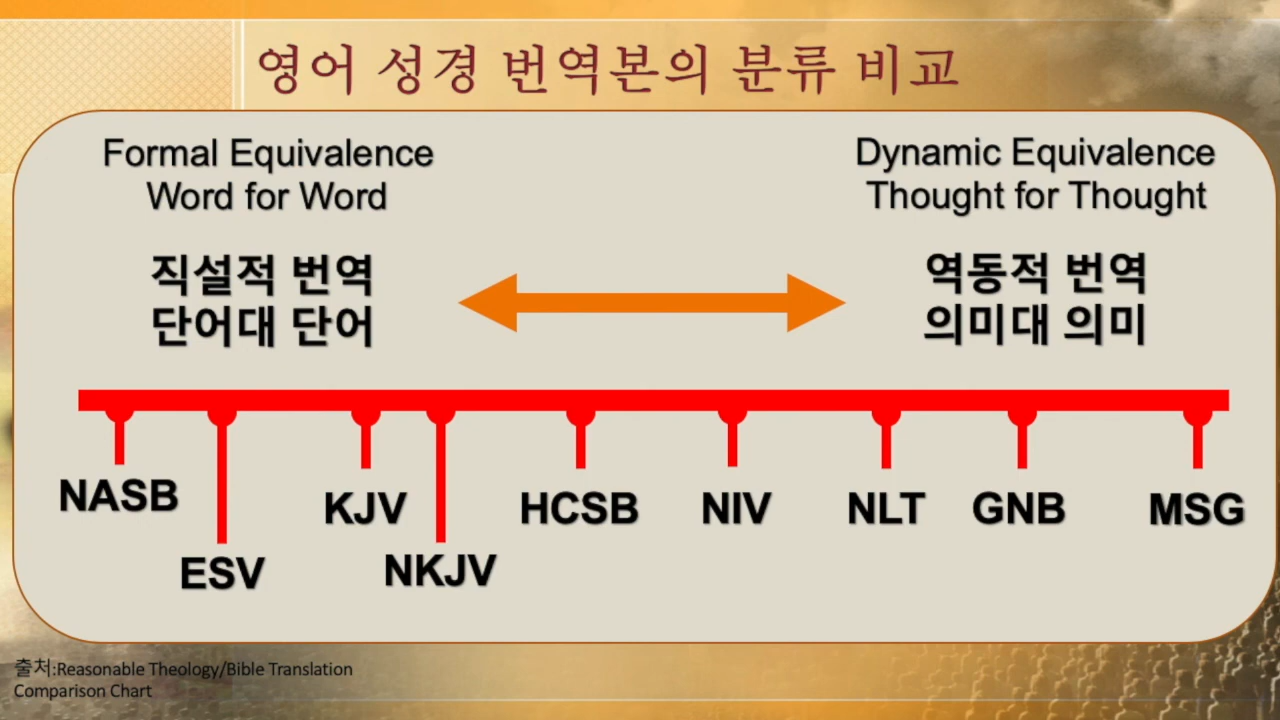 영어 성경 번역본의 분류 비교
Formal Equivalence
Word for Word
직설적 번역
단어대 단어
Dynamic Equivalence
Thought for Thought
역동적 번역
의미대 의미
NASB
ESV
KJV
NKJV
HCSB
NIV
NLT
GNB
MSG
출처:Reasonable Theology/Bible Translation
Comparison Chart